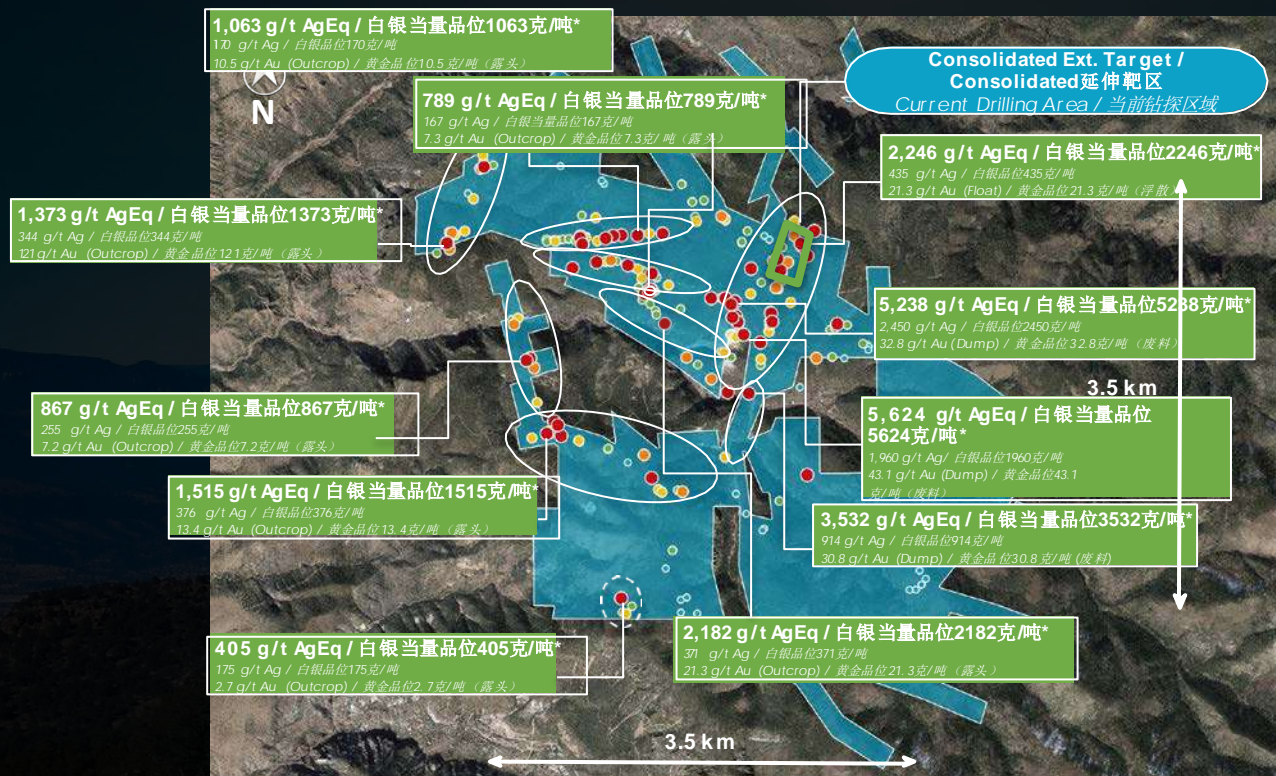 1,063 g/t AgEq / 白银当量品位1063克/吨*
170 g/t Ag / 白银品位170克/吨
10.5 g/t Au (Outcrop) / 黄金品位10.5克/吨（露头）
N
789 g/t AgEq / 白银当量品位789克/吨*
167 g/t Ag / 白银当量品位167克/吨
7.3 g/t Au (Outcrop) / 黄金品位7.3克/吨（露头）
Consolidated Ext. Target /
Consolidated延伸靶区
Current Drilling Area / 当前钻探区域
2,246 g/t AgEq / 白银当量品位2246克/吨*
435 g/t Ag / 白银品位435克/吨
21.3 g/t Au (Float) / 黄金品位21.3克/吨（浮散）
1,373 g/t AgEq / 白银当量品位1373克/吨*
344 g/t Ag / 白银品位344克/吨
121 g/t Au (Outcrop) / 黄金品位121克/吨（露头）
5,238 g/t AgEq / 白银当量品位5238克/吨*
2,450 g/t Ag / 白银品位2450克/吨
32.8 g/t Au (Dump) / 黄金品位32.8克/吨（废料）
3.5 km
867 g/t AgEq / 白银当量品位867克/吨*
255 g/t Ag / 白银品位255克/吨
7.2 g/t Au (Outcrop) / 黄金品位7.2克/吨（露头）
5,624 g/t AgEq / 白银当量品位
5624克/吨*
1,960 g/t Ag/ 白银品位1960克/吨
43.1 g/t Au (Dump) / 黄金品位43.1
克/吨（废料）
1,515 g/t AgEq / 白银当量品位1515克/吨*
376 g/t Ag / 白银品位376克/吨
13.4 g/t Au (Outcrop) / 黄金品位13.4克/吨（露头）
3,532 g/t AgEq / 白银当量品位3532克/吨*
914 g/t Ag / 白银品位914克/吨
30.8 g/t Au (Dump) / 黄金品位30.8克/吨 (废料)
405 g/t AgEq / 白银当量品位405克/吨*
175 g/t Ag / 白银品位175克/吨
2.7 g/t Au (Outcrop) / 黄金品位2.7克/吨（露头）
2,182 g/t AgEq / 白银当量品位2182克/吨*
371 g/t Ag / 白银品位371克/吨
21.3 g/t Au (Outcrop) / 黄金品位21.3克/吨（露头）
3.5 km